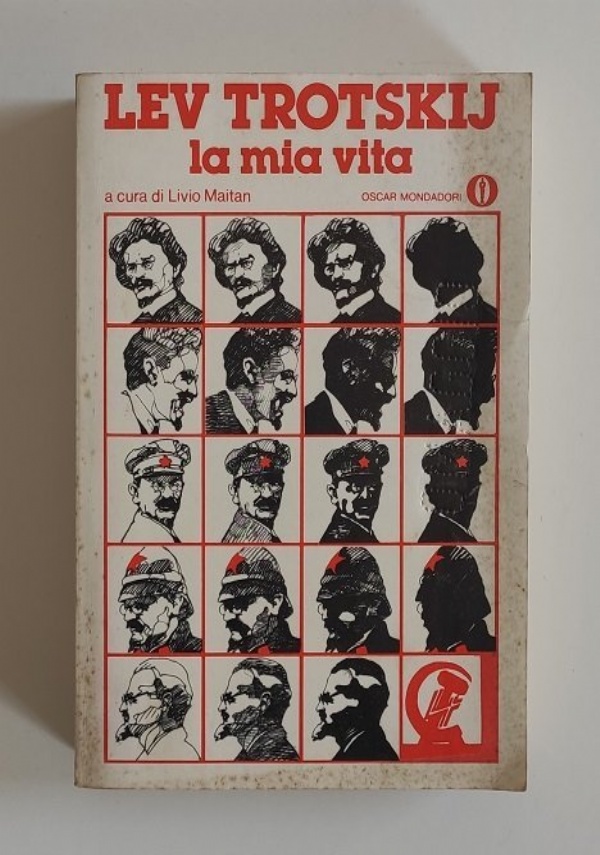 LEV TROTSKIJ
la mia vita
a cura di Livio Maitan
OSCAR MONDADORI